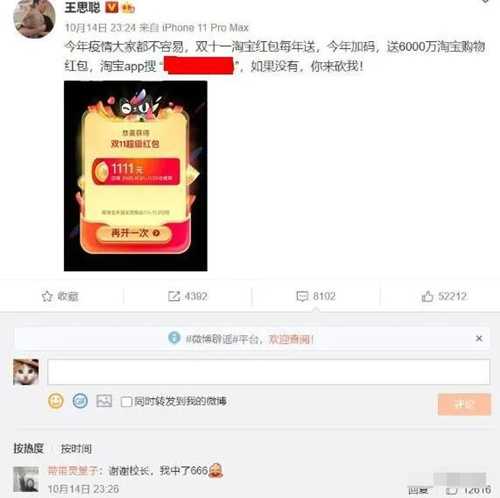 王思聪
10月14日 23:24 来自 iPhone 11 Pro Max
今年疫情大家都不容易，双十一淘宝红包每年送，今年加码，送6000万淘宝购物
红包，淘宝app搜 “ ”，如果没有，你来砍我！
恭喜获得
双11超级红包
1111元
再开一次
收藏
4392
8102
52212
#微博辟谣#平台，欢迎查阅！
同时转发到我的微博
评论
按热度 按时间
带带昃量子：谢谢校长，我中了666
10月14日 23:26
回复
12616